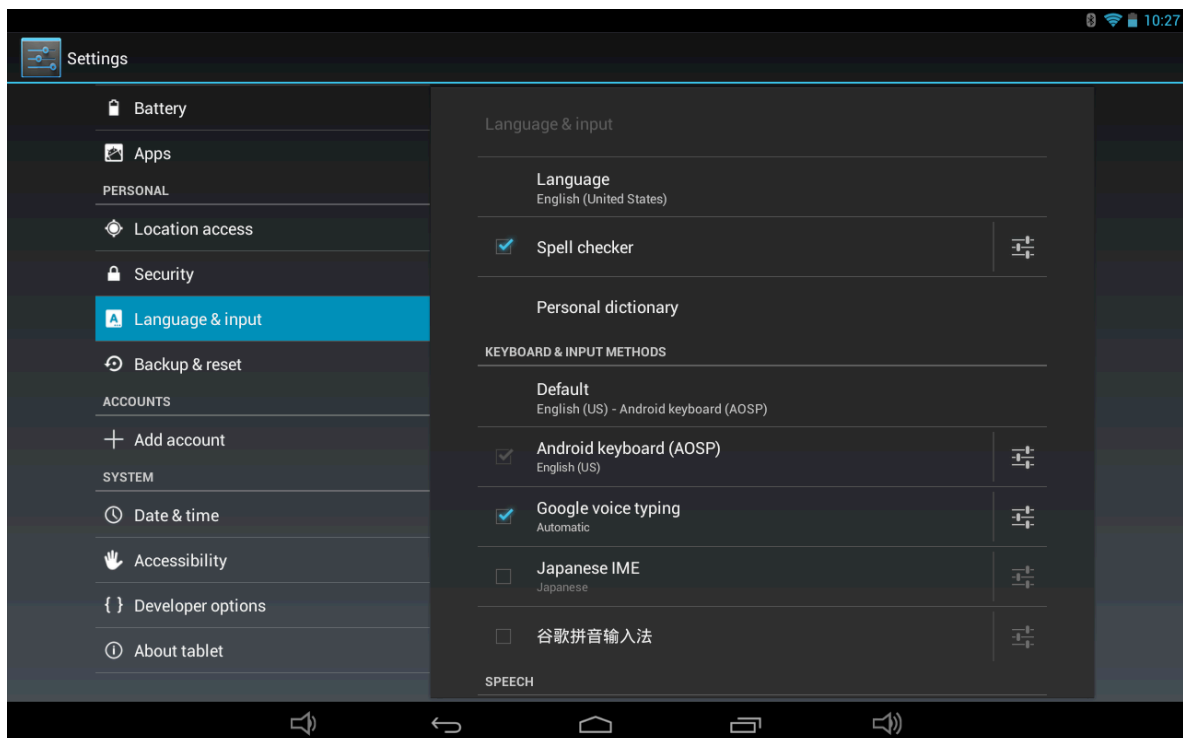 10:27
Settings
Battery
Apps
PERSONAL
Location access
Security
Language & input
Backup & reset
ACCOUNTS
Add account
SYSTEM
Date & time
Accessibility
{ } Developer options
About tablet
Language & input
Language
English (United States)
Spell checker
Personal dictionary
KEYBOARD & INPUT METHODS
Default
English (US) - Android keyboard (AOSP)
Android keyboard (AOSP)
English (US)
Google voice typing
Automatic
Japanese IME
Japanese
谷歌拼音输入法
SPEECH